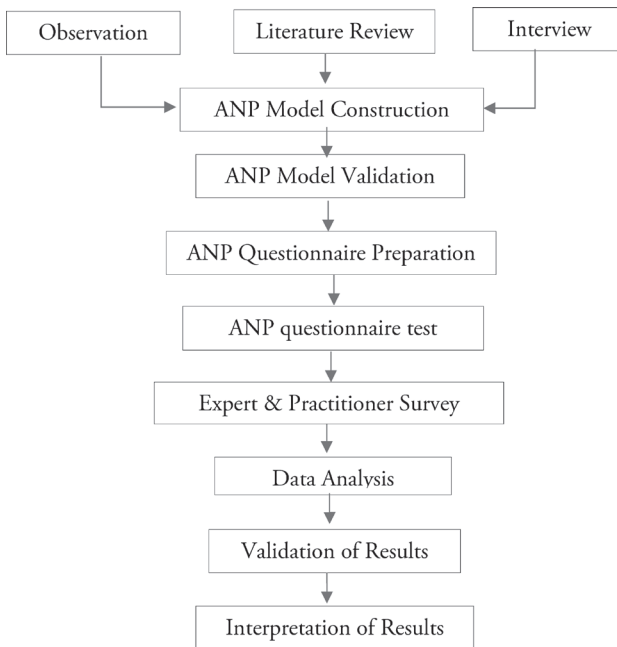 Observation
Literature Review
Interview
ANP Model Construction
ANP Model Validation
ANP Questionnaire Preparation
ANP questionnaire test
Expert & Practitioner Survey
Data Analysis
Validation of Results
Interpretation of Results